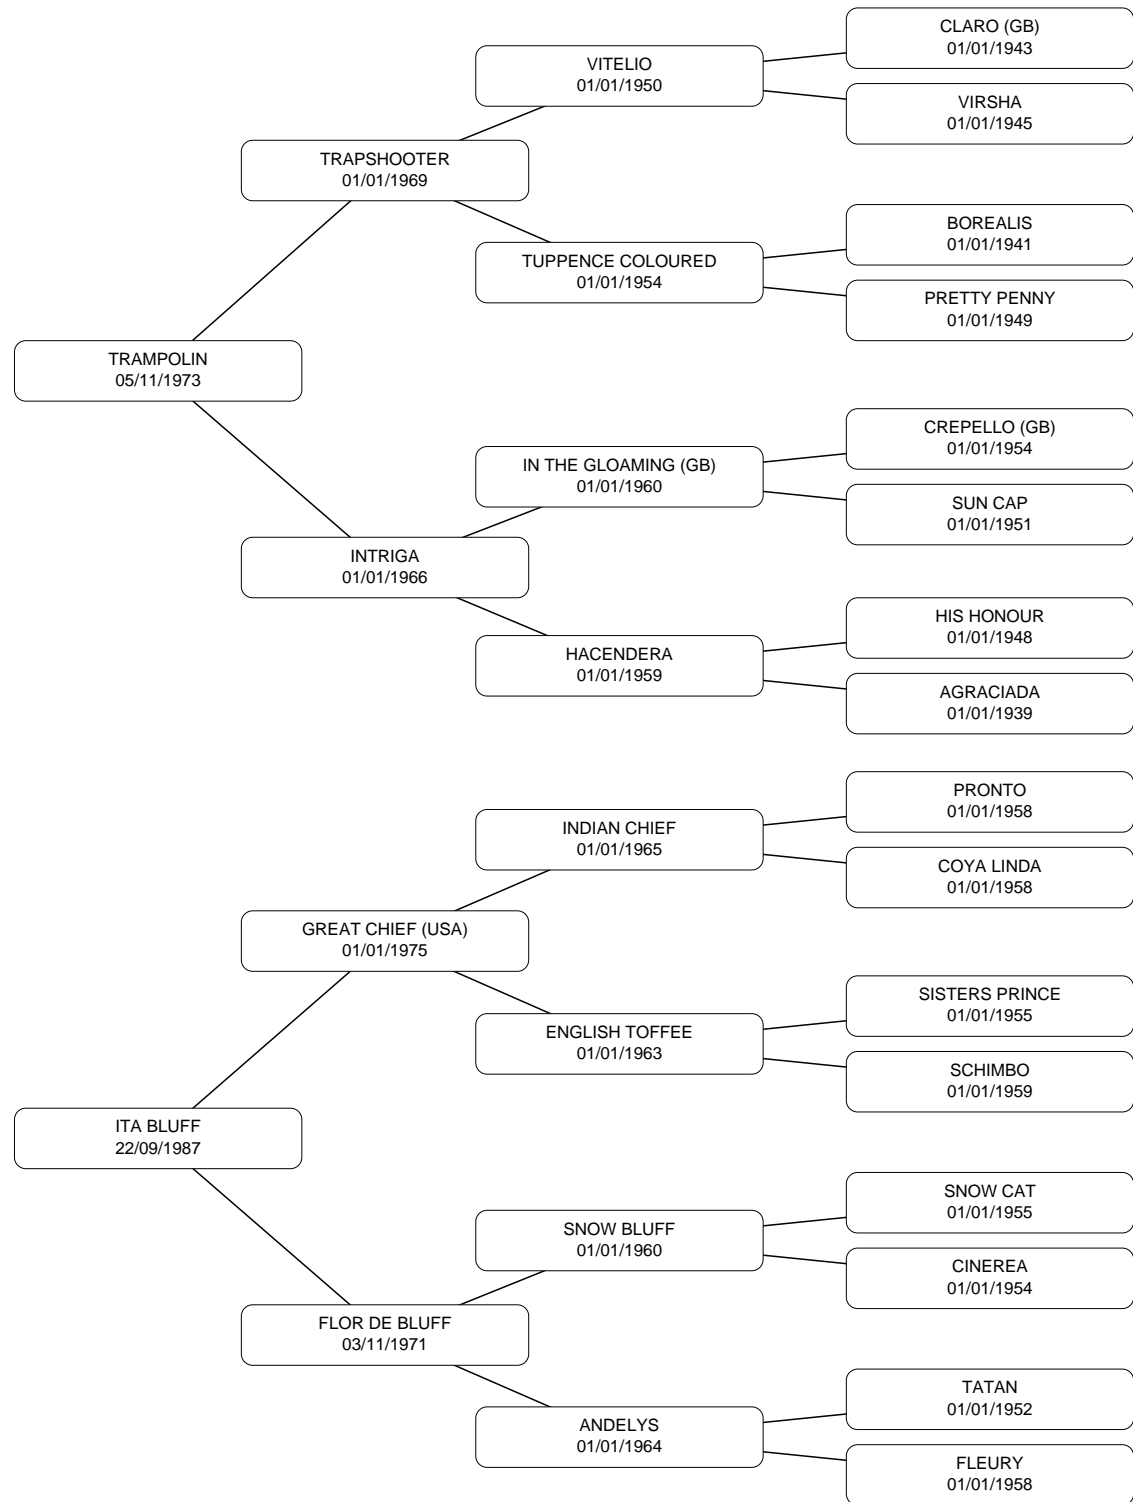 CLARO (GB)
01/01/1943
VITELIO
01/01/1950
VIRSHA
01/01/1945
TRAPSHOOTER
01/01/1969
BOREALIS
01/01/1941
TUPPENCE COLOURED
01/01/1954
PRETTY PENNY
01/01/1949
TRAMPOLIN
05/11/1973
CREPELLO (GB)
01/01/1954
IN THE GLOAMING (GB)
01/01/1960
SUN CAP
01/01/1951
INTRIGA
01/01/1966
HIS HONOUR
01/01/1948
HACENDERA
01/01/1959
AGRACIADA
01/01/1939
PRONTO
01/01/1958
INDIAN CHIEF
01/01/1965
COYA LINDA
01/01/1958
GREAT CHIEF (USA)
01/01/1975
SISTERS PRINCE
01/01/1955
ENGLISH TOFFEE
01/01/1963
SCHIMBO
01/01/1959
ITA BLUFF
22/09/1987
SNOW CAT
01/01/1955
SNOW BLUFF
01/01/1960
CINEREA
01/01/1954
FLOR DE BLUFF
03/11/1971
TATAN
01/01/1952
ANDELYS
01/01/1964
FLEURY
01/01/1958